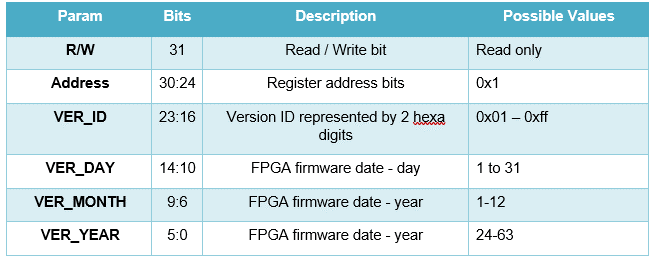 Param Bits Description Possible Values
R/W 31 Read / Write bit Read only
Address 30:24 Register address bits 0x1
VER_ID 23:16 Version ID represented by 2 hexa 0x01 – 0xff
digits
VER_DAY 14:10 FPGA firmware date - day 1 to 31
VER_MONTH 9:6 FPGA firmware date - year 1-12
VER_YEAR 5:0 FPGA firmware date - year 24-63